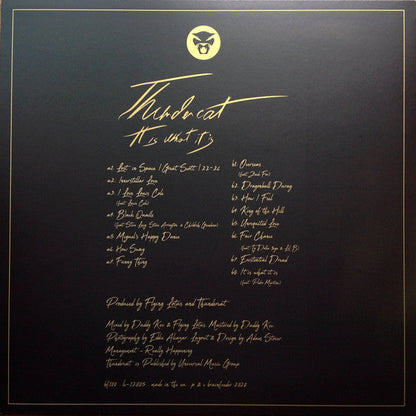 Thundercat
It is what it is
a1. Lost in Space / Great Scott / 22-26
a2. Innerstellar Love
a3. I Love Louis Cole
(feat. Louis Cole)
a4. Black Qualls
(feat. Steve Lacy, Steve Arrington & Childish Gambino)
a5. Miguel's Happy Dance
a6. How Sway
a7. Funny Thing
b1. Overseas
(feat. Zack Fox)
b2. Dragonball Durag
b3. How I Feel
b4. King of the Hill
b5. Unrequited Love
b6. Fair Chance
(feat. Ty Dolla $ign & Lil B)
b7. Existential Dread
b8. It is what it is
(feat. Pedro Martins)
Produced by Flying Lotus and Thundercat
Mixed by Daddy Kev & Flying Lotus. Mastered by Daddy Kev
Photography by Eddie Alcazar Layout & Design by Adam Stover
Management - Really Happening
Thundercat is Published by Universal Music Group
made in the
brainfeeder 2020